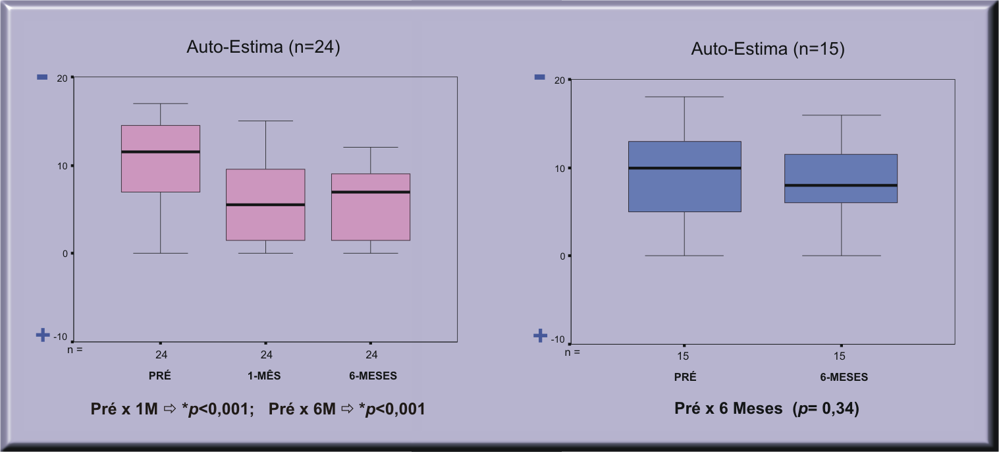 Auto-Estima (n=24)
- 20
10
0
+ -10
n =
24 24 24
PRÉ 1-MÊS 6-MESES
Pré x 1M ⇨ *p<0,001; Pré x 6M ⇨ *p<0,001
Auto-Estima (n=15)
- 20
10
0
+ -10
n =
15 15
PRÉ 6-MESES
Pré x 6 Meses (p= 0,34)